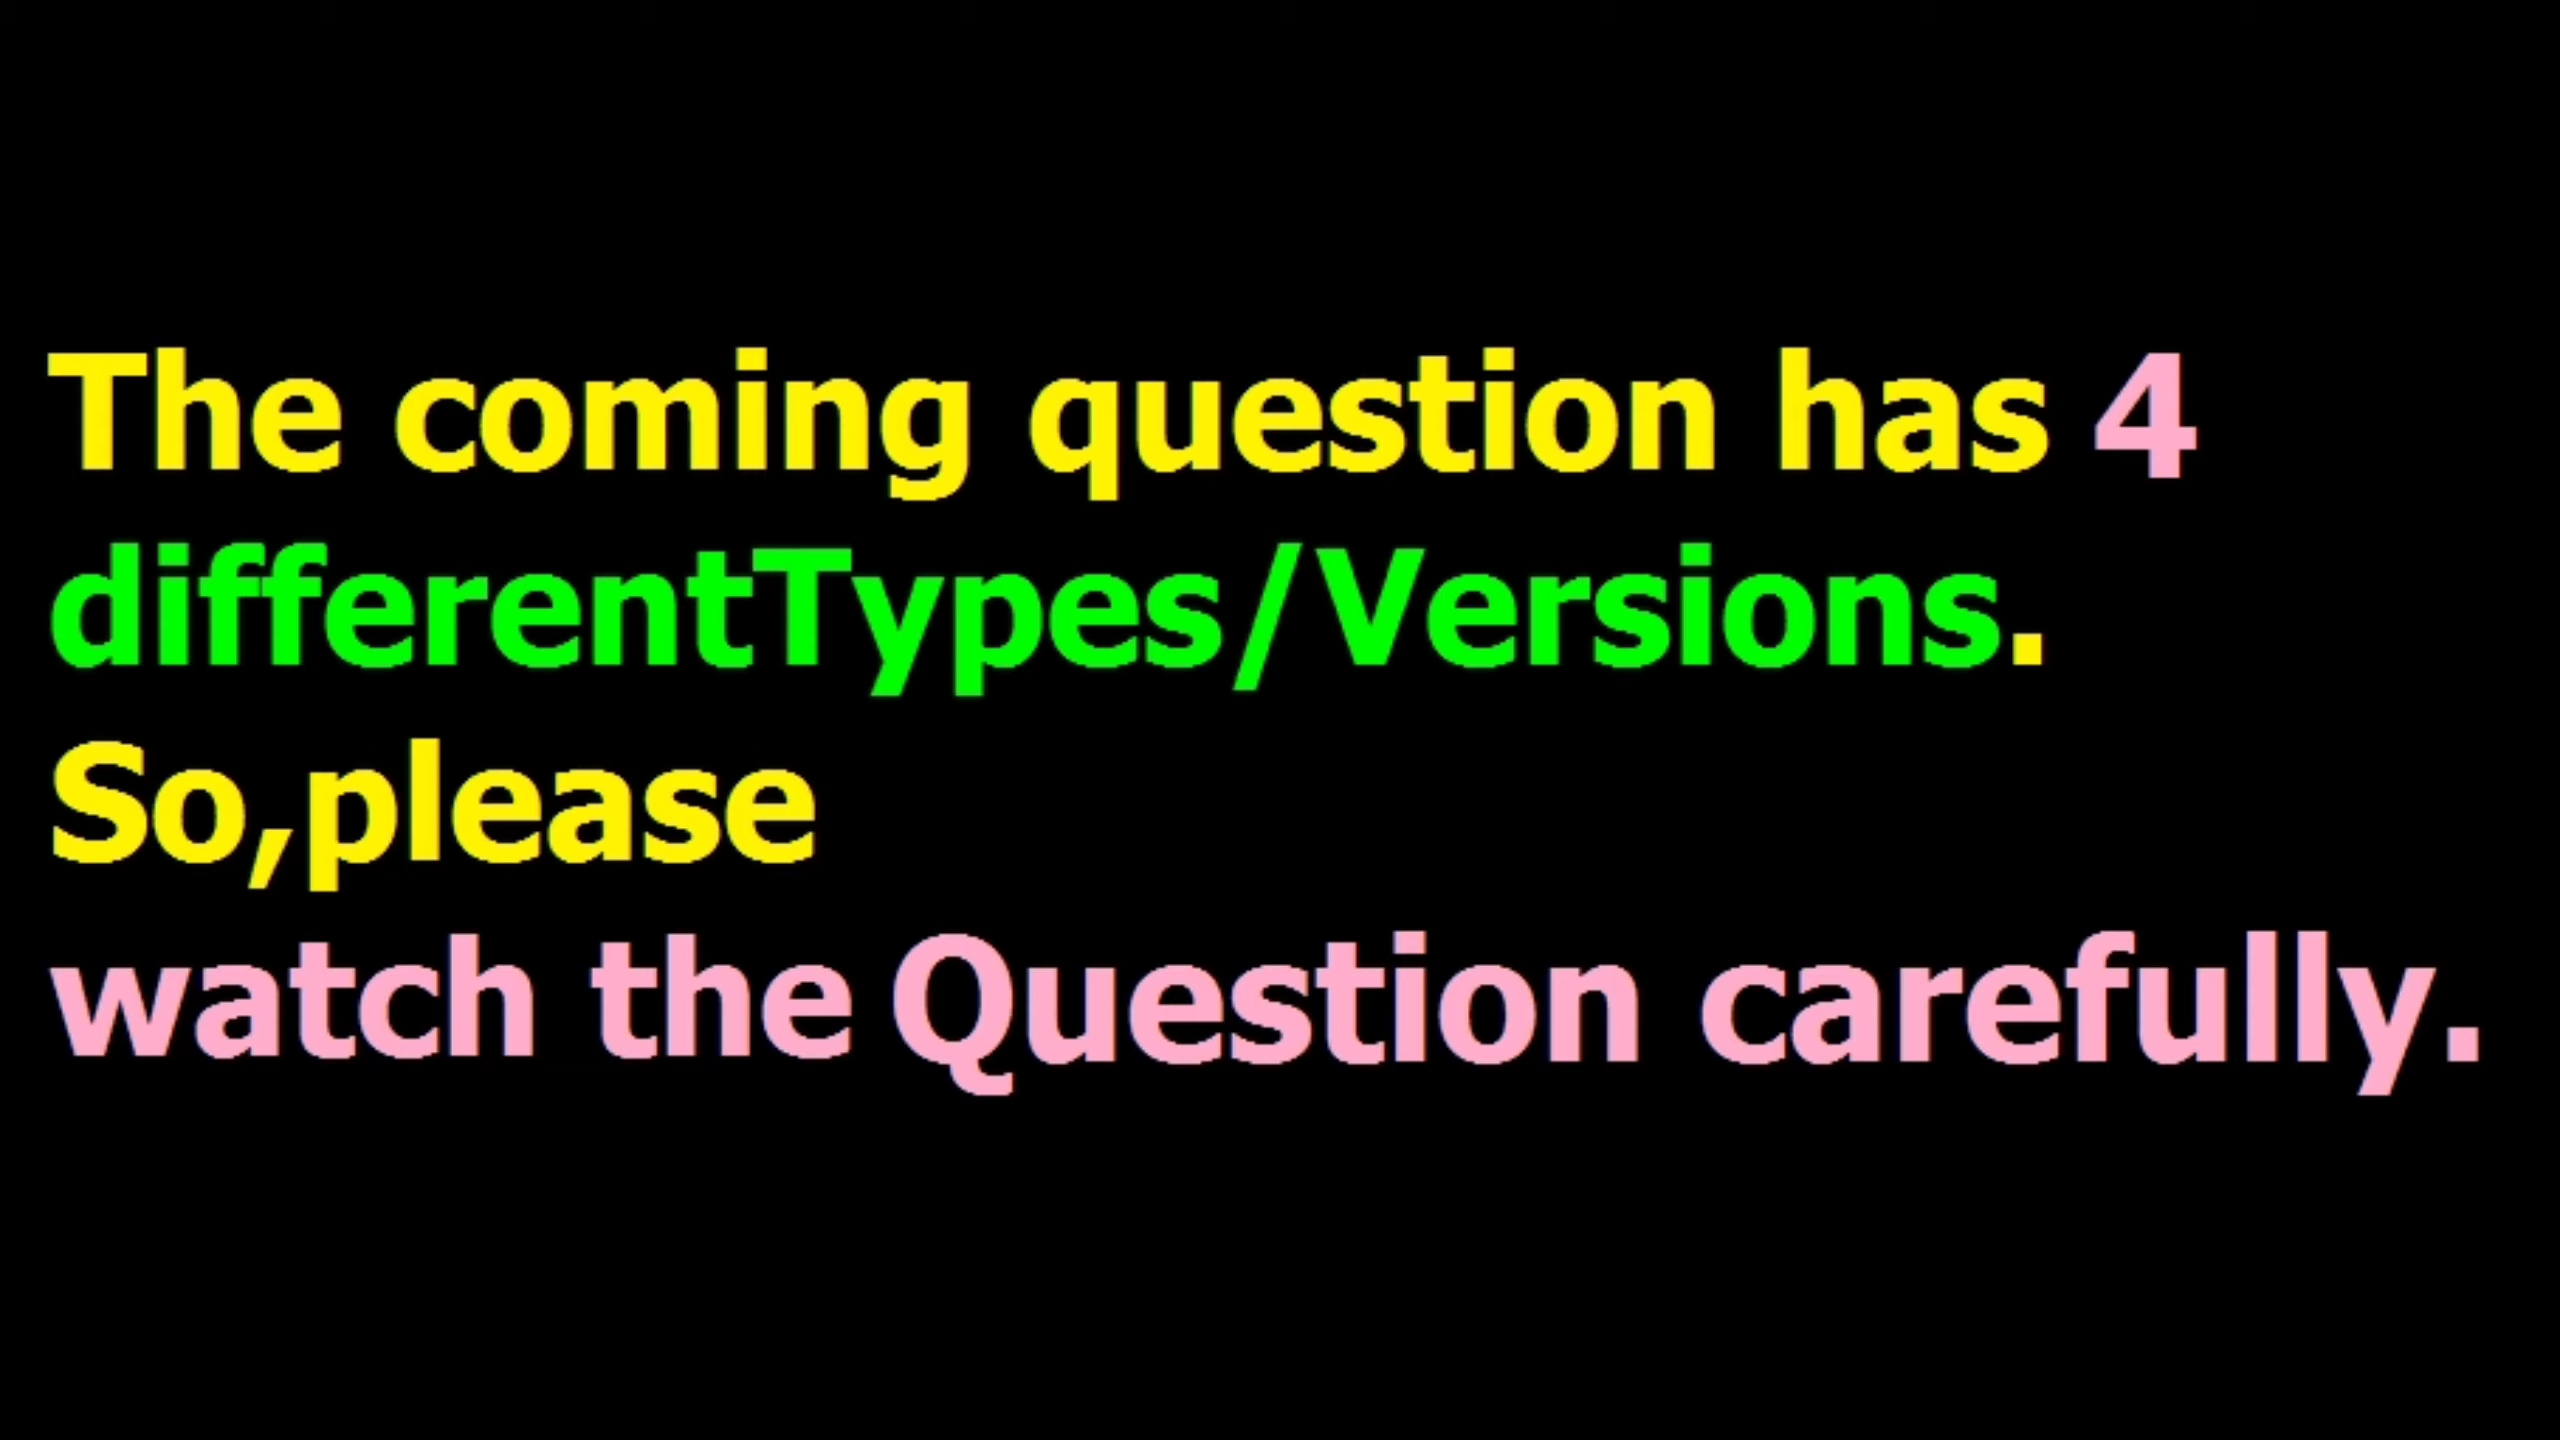 The coming question has 4
differentTypes/Versions.
So,please
watch the Question carefully.